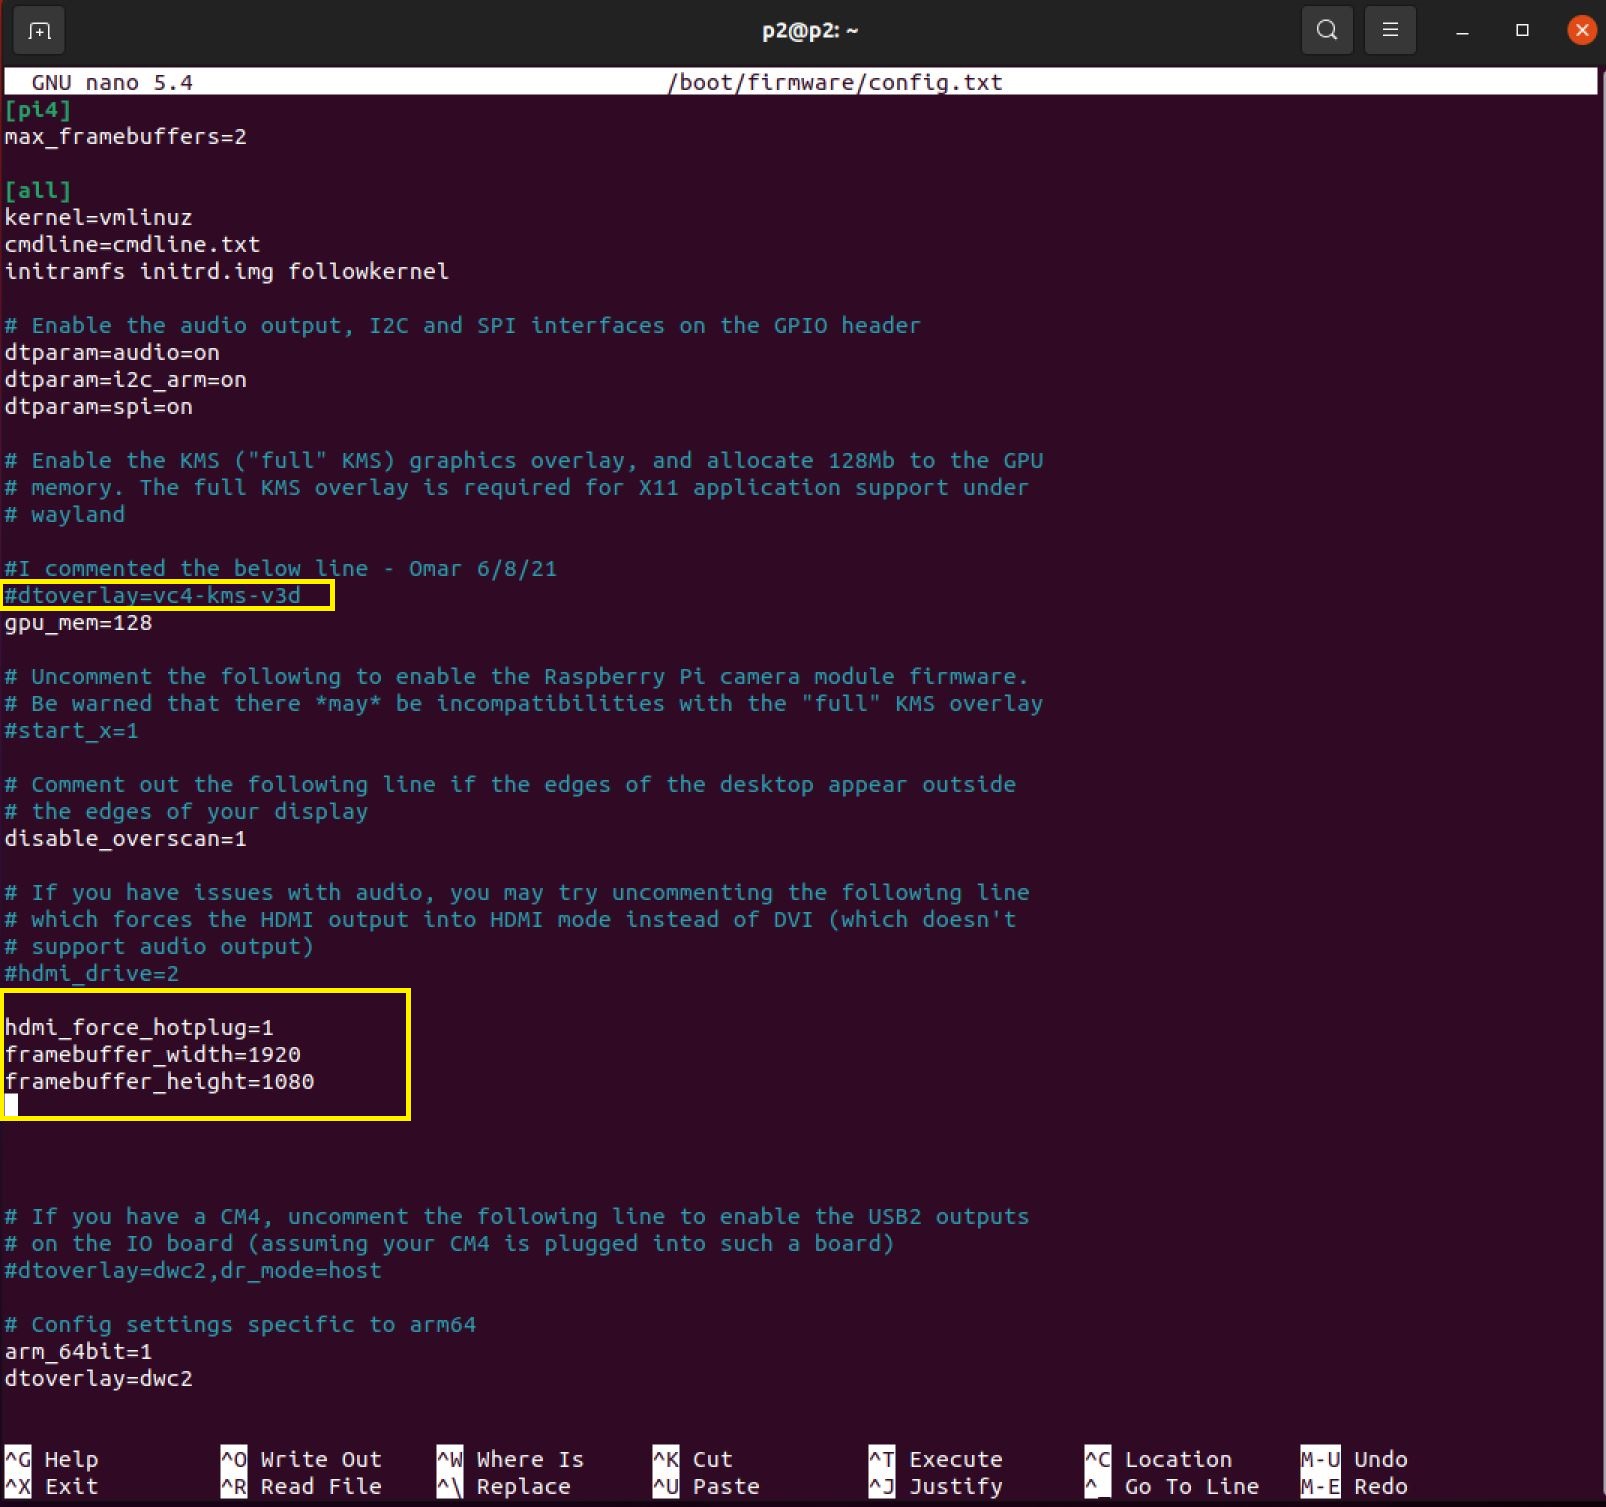 p2@p2: ~
GNU nano 5.4 /boot/firmware/config.txt
[pi4]
max_framebuffers=2
[all]
kernel=vmlinuz
cmdline=cmdline.txt
initramfs initrd.img followkernel
# Enable the audio output, I2C and SPI interfaces on the GPIO header
dtparam=audio=on
dtparam=i2c_arm=on
dtparam=spi=on
# Enable the KMS ("full" KMS) graphics overlay, and allocate 128Mb to the GPU
# memory. The full KMS overlay is required for X11 application support under
# wayland
#I commented the below line - Omar 6/8/21
#dtoverlay=vc4-kms-v3d
gpu_mem=128
# Uncomment the following to enable the Raspberry Pi camera module firmware.
# Be warned that there *may* be incompatibilities with the "full" KMS overlay
#start_x=1
# Comment out the following line if the edges of the desktop appear outside
# the edges of your display
disable_overscan=1
# If you have issues with audio, you may try uncommenting the following line
# which forces the HDMI output into HDMI mode instead of DVI (which doesn't
# support audio output)
#hdmi_drive=2
hdmi_force_hotplug=1
framebuffer_width=1920
framebuffer_height=1080
# If you have a CM4, uncomment the following line to enable the USB2 outputs
# on the IO board (assuming your CM4 is plugged into such a board)
#dtoverlay=dwc2,dr_mode=host
# Config settings specific to arm64
arm_64bit=1
dtoverlay=dwc2
^G Help ^O Write Out ^W Where Is ^K Cut ^T Execute ^C Location M-U Undo
^X Exit ^R Read File ^\ Replace ^U Paste ^J Justify ^_ Go To Line M-E Redo